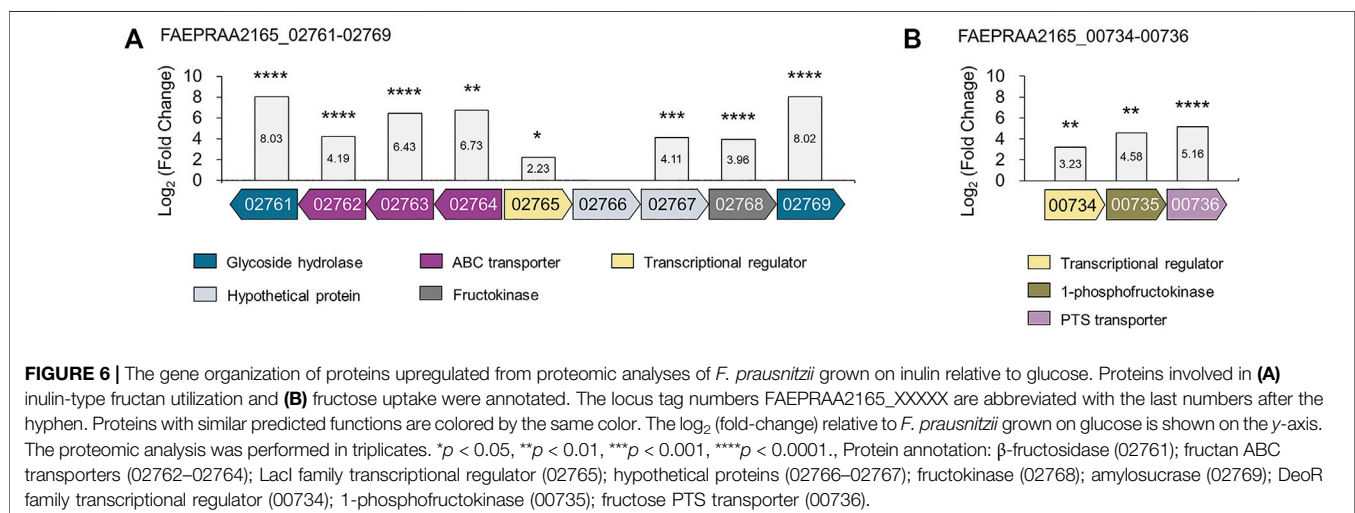 A FAEPRAA2165_02761-02769
Log2 (Fold Change)
10
8
6
4
2
0
**** **** **** ** * *** **** ****
8.03 4.19 6.43 6.73 2.23 4.11 3.96 8.02
02761 02762 02763 02764 02765 02766 02767 02768 02769
Glycoside hydrolase ABC transporter Transcriptional regulator
Hypothetical protein Fructokinase
B FAEPRAA2165_00734-00736
Log2 (Fold Chnage)
10
8
6
4
2
0
** ** ****
3.23 4.58 5.16
00734 00735 00736
Transcriptional regulator
1-phosphofructokinase
PTS transporter
FIGURE 6 | The gene organization of proteins upregulated from proteomic analyses of F. prausnitzii grown on inulin relative to glucose. Proteins involved in (A)
inulin-type fructan utilization and (B) fructose uptake were annotated. The locus tag numbers FAEPRAA2165_XXXXX are abbreviated with the last numbers after the
hyphen. Proteins with similar predicted functions are colored by the same color. The log2 (fold-change) relative to F. prausnitzii grown on glucose is shown on the y-axis.
The proteomic analysis was performed in triplicates. *p < 0.05, **p < 0.01, ***p < 0.001, ****p < 0.0001., Protein annotation: β-fructosidase (02761); fructan ABC
transporters (02762–02764); LacI family transcriptional regulator (02765); hypothetical proteins (02766–02767); fructokinase (02768); amylosucrase (02769); DeoR
family transcriptional regulator (00734); 1-phosphofructokinase (00735); fructose PTS transporter (00736).